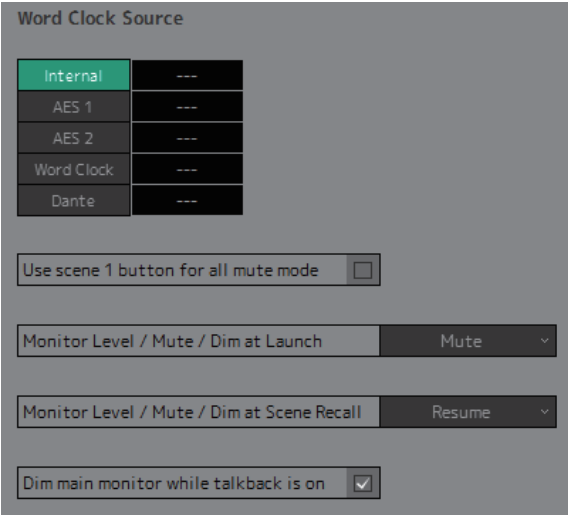 Word Clock Source
Internal ---
AES 1 ---
AES 2 ---
Word Clock ---
Dante ---
Use scene 1 button for all mute mode
Monitor Level / Mute / Dim at Launch Mute
Monitor Level / Mute / Dim at Scene Recall Resume
Dim main monitor while talkback is on